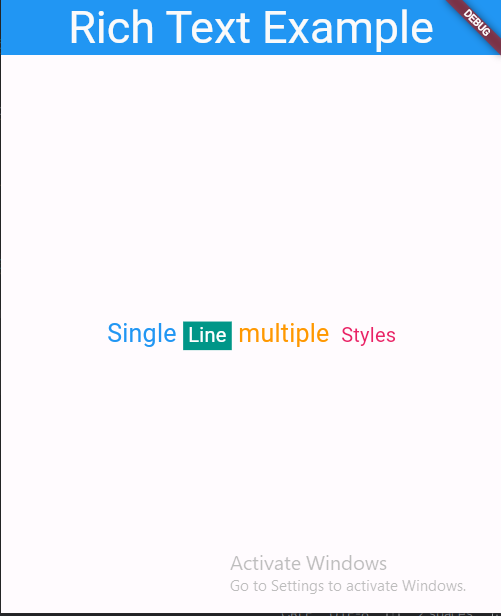 Rich Text Example
DEBUG
Single Line multiple Styles
Activate Windows
Go to Settings to activate Windows.